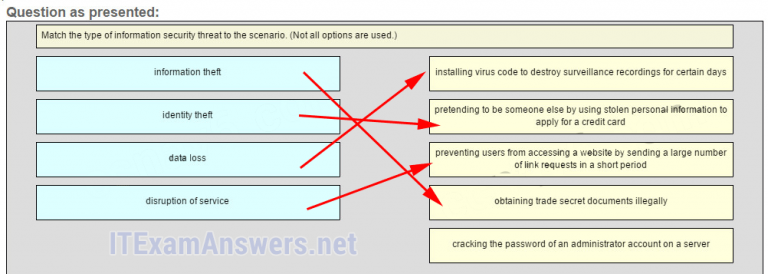 Question as presented:
Match the type of information security threat to the scenario. (Not all options are used.)
information theft
installing virus code to destroy surveillance recordings for certain days
identity theft
pretending to be someone else by using stolen personal information to
apply for a credit card
data loss
preventing users from accessing a website by sending a large number
of link requests in a short period
disruption of service
obtaining trade secret documents illegally
ITExamAnswers.net
cracking the password of an administrator account on a server